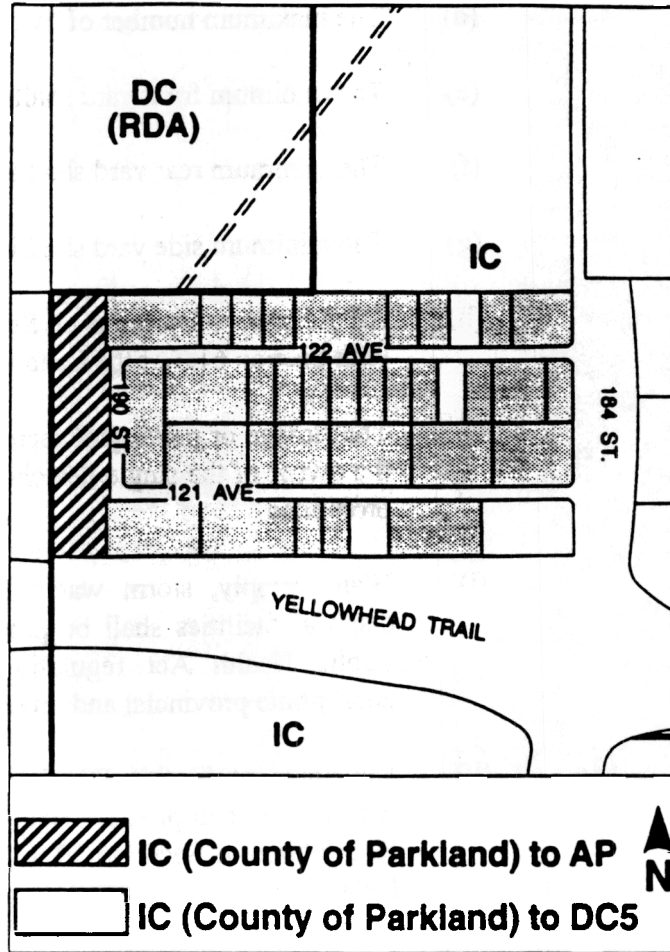 DC
(RDA)
IC
122 AVE
190 ST.
184 ST.
121 AVE
YELLOWHEAD TRAIL
IC
IC (County of Parkland) to AP
N
IC (County of Parkland) to DC5